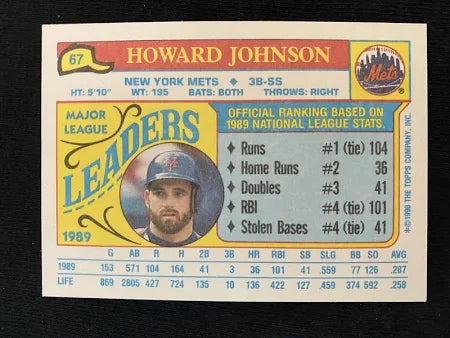 67
HOWARD JOHNSON
NEW YORK METS ♦ 3B-SS
HT: 5'10" WT: 195 BATS: BOTH THROWS: RIGHT
Mets
®
MAJOR
LEAGUE
LEADERS
1989
OFFICIAL RANKING BASED ON
1989 NATIONAL LEAGUE STATS.
♦ Runs #1 (tie) 104
♦ Home Runs #2 36
♦ Doubles #3 41
♦ RBI #4 (tie) 101
♦ Stolen Bases #4 (tie) 41
*©1990 THE TOPPS COMPANY, INC.
G AB R H 2B 3B HR RBI SB SLG BB SO AVG
1989 153 571 104 164 41 3 36 101 41 .559 77 126 .287
LIFE 869 2805 427 724 135 10 136 411 127 .459 374 592 .258